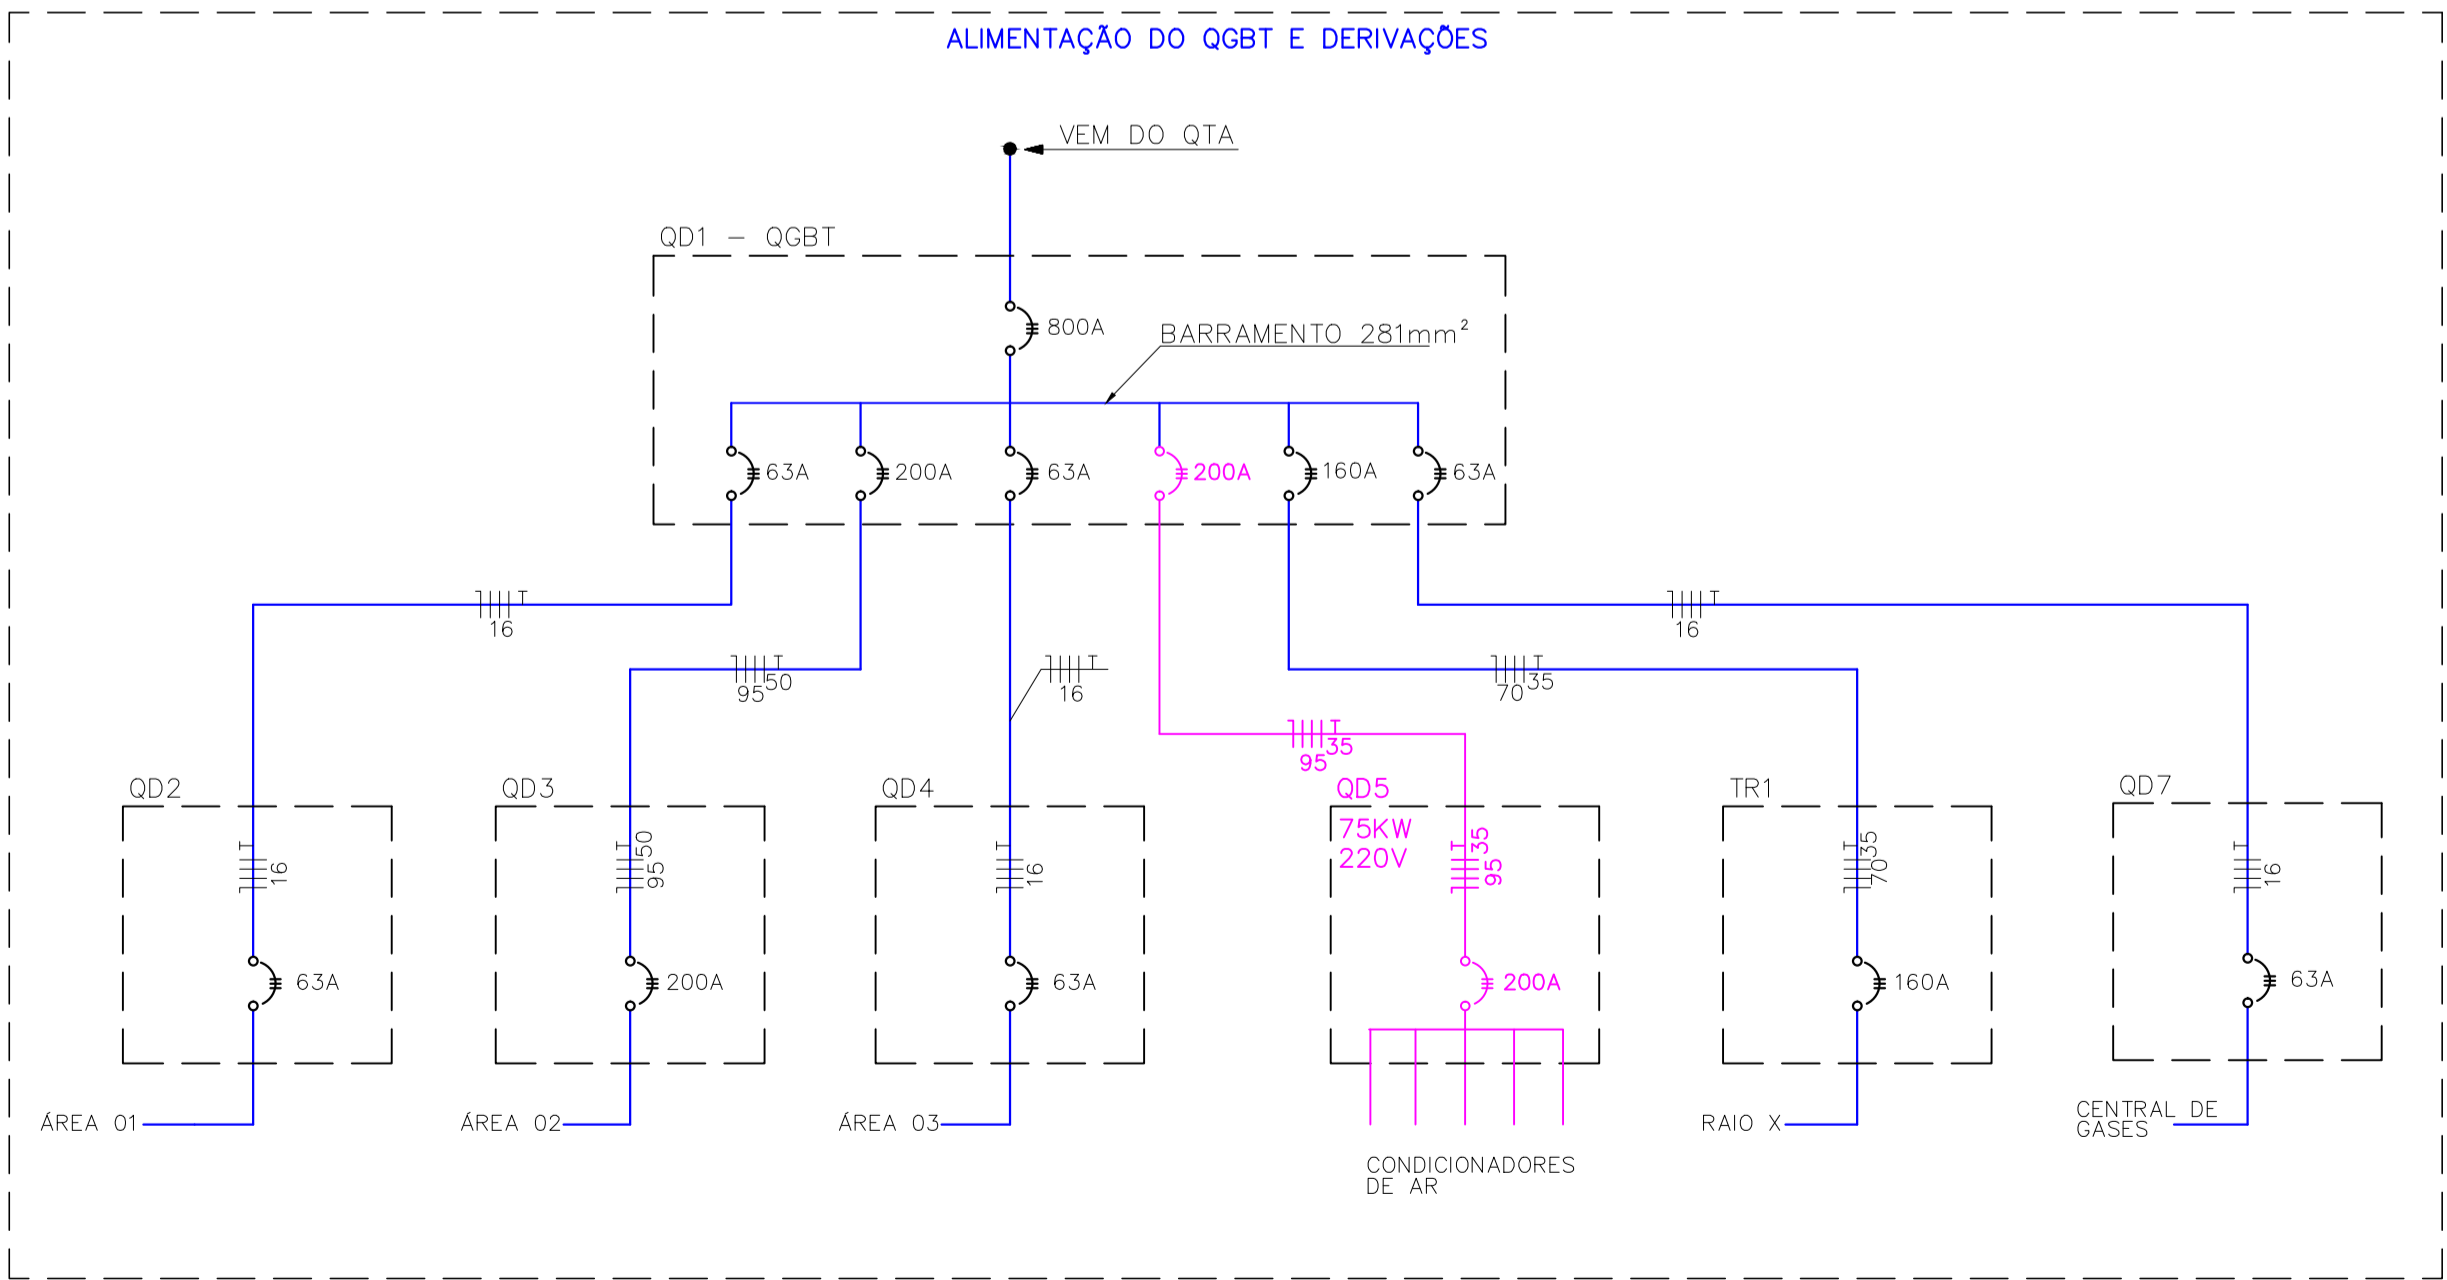 ALIMENTAÇÃO DO QGBT E DERIVAÇÕES
VEM DO QTA
QD1 - QGBT
800A
BARRAMENTO 281mm²
63A
200A
63A
200A
160A
63A
16
16
95 50
16
70 35
95 35
QD2
QD3
QD4
QD5
TR1
QD7
75KW
220V
16
95 50
16
95 35
70 35
16
63A
200A
63A
200A
160A
63A
ÁREA 01
ÁREA 02
ÁREA 03
RAIO X
CENTRAL DE
GASES
CONDICIONADORES
DE AR